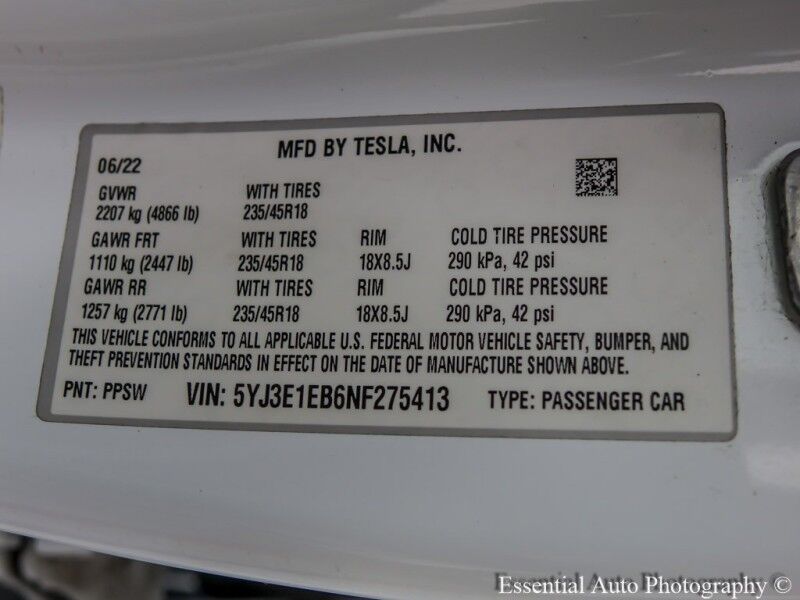 MFD BY TESLA, INC.
06/22
GVWR WITH TIRES
2207 kg (4866 lb) 235/45R18
GAWR FRT WITH TIRES RIM COLD TIRE PRESSURE
1110 kg (2447 lb) 235/45R18 18X8.5J 290 kPa, 42 psi
GAWR RR WITH TIRES RIM COLD TIRE PRESSURE
1257 kg (2771 lb) 235/45R18 18X8.5J 290 kPa, 42 psi
THIS VEHICLE CONFORMS TO ALL APPLICABLE U.S. FEDERAL MOTOR VEHICLE SAFETY, BUMPER, AND
THEFT PREVENTION STANDARDS IN EFFECT ON THE DATE OF MANUFACTURE SHOWN ABOVE.
PNT: PPSW VIN: 5YJ3E1EB6NF275413 TYPE: PASSENGER CAR
Essential Auto Photography ©